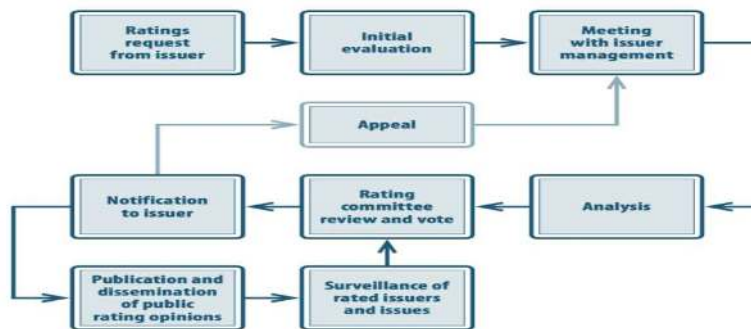 Ratings
request
from issuer
Initial
evaluation
Meeting
with issuer
management
Appeal
Notification
to issuer
Rating
committee
review and vote
Analysis
Publication and
dissemination
of public
rating opinions
Surveillance of
rated issuers
and issues